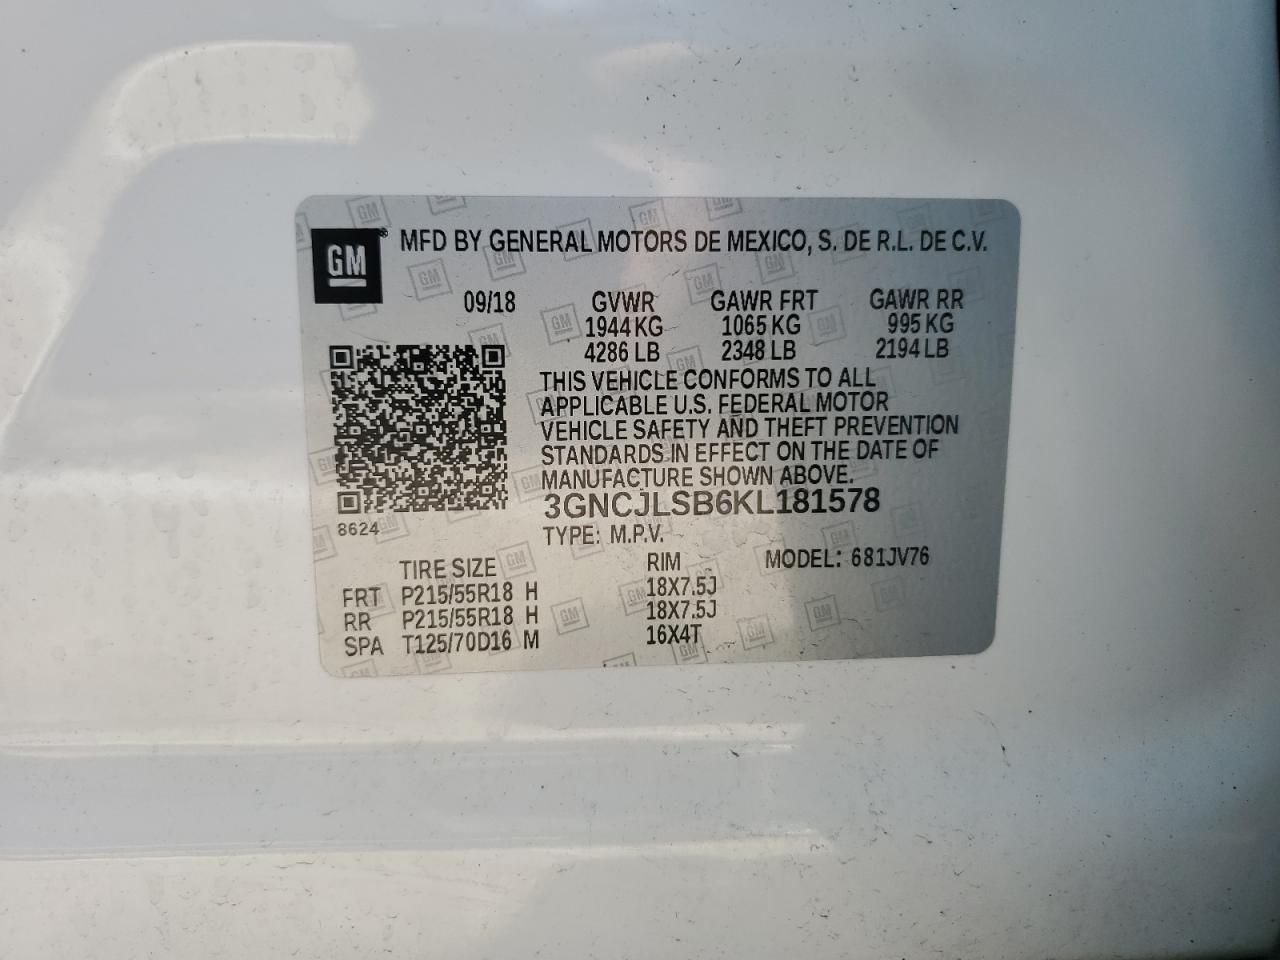 GM ® MFD BY GENERAL MOTORS DE MEXICO, S. DE R.L. DE C.V.
09/18 GVWR GAWR FRT GAWR RR
1944 KG 1065 KG 995 KG
4286 LB 2348 LB 2194 LB
THIS VEHICLE CONFORMS TO ALL
APPLICABLE U.S. FEDERAL MOTOR
VEHICLE SAFETY AND THEFT PREVENTION
STANDARDS IN EFFECT ON THE DATE OF
MANUFACTURE SHOWN ABOVE.
3GNCJLSB6KL181578
8624
TYPE: M.P.V.
TIRE SIZE RIM MODEL: 681JV76
FRT P215/55R18 H 18X7.5J
RR P215/55R18 H 18X7.5J
SPA T125/70D16 M 16X4T